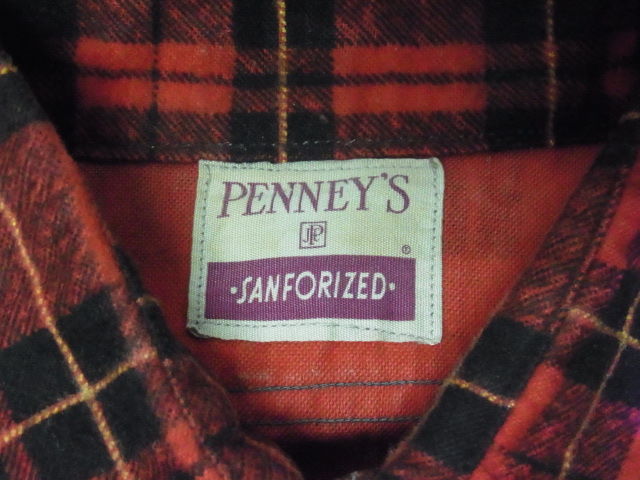 PENNEY'S
JCP
®
·SANFORIZED·